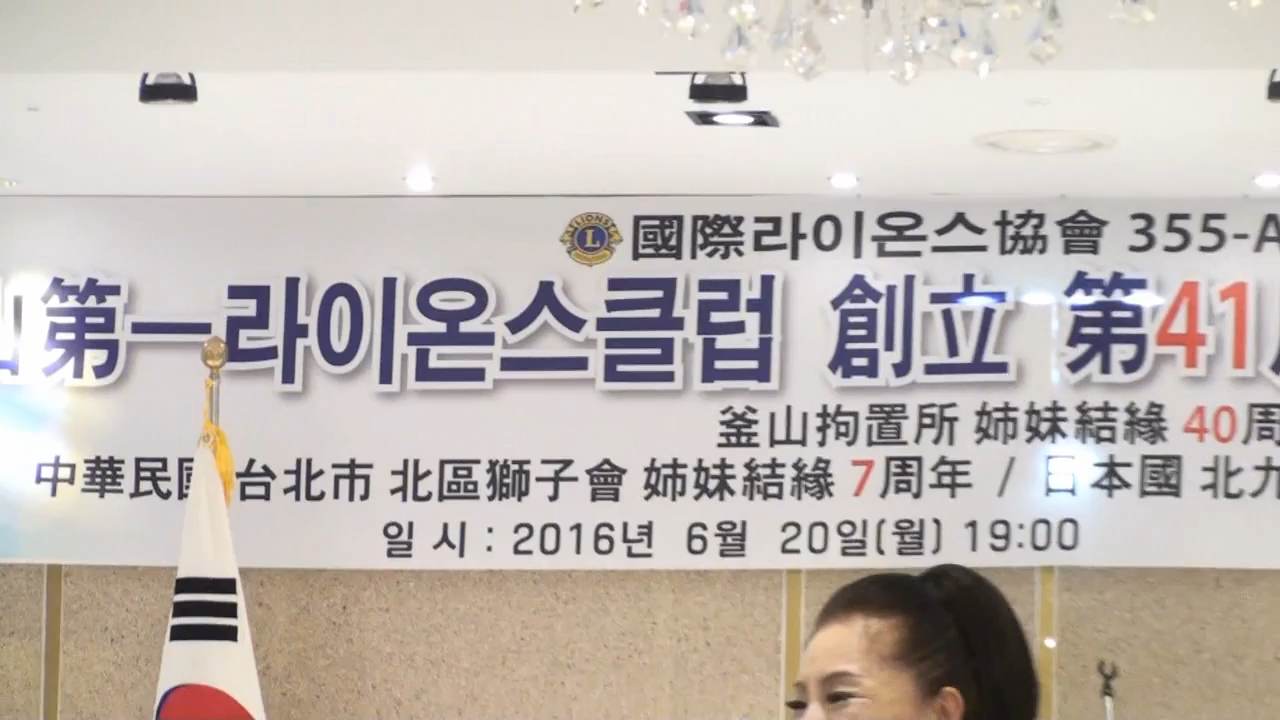 LIONS L 國際라이온스協會 355-A
第一라이온스클럽 創立 第41
釜山拘置所 姉妹結緣 40周
中華民國 台北市 北區獅子會 姉妹結緣 7周年 / 日本國 北九
일 시 : 2016년 6월 20일(월) 19:00